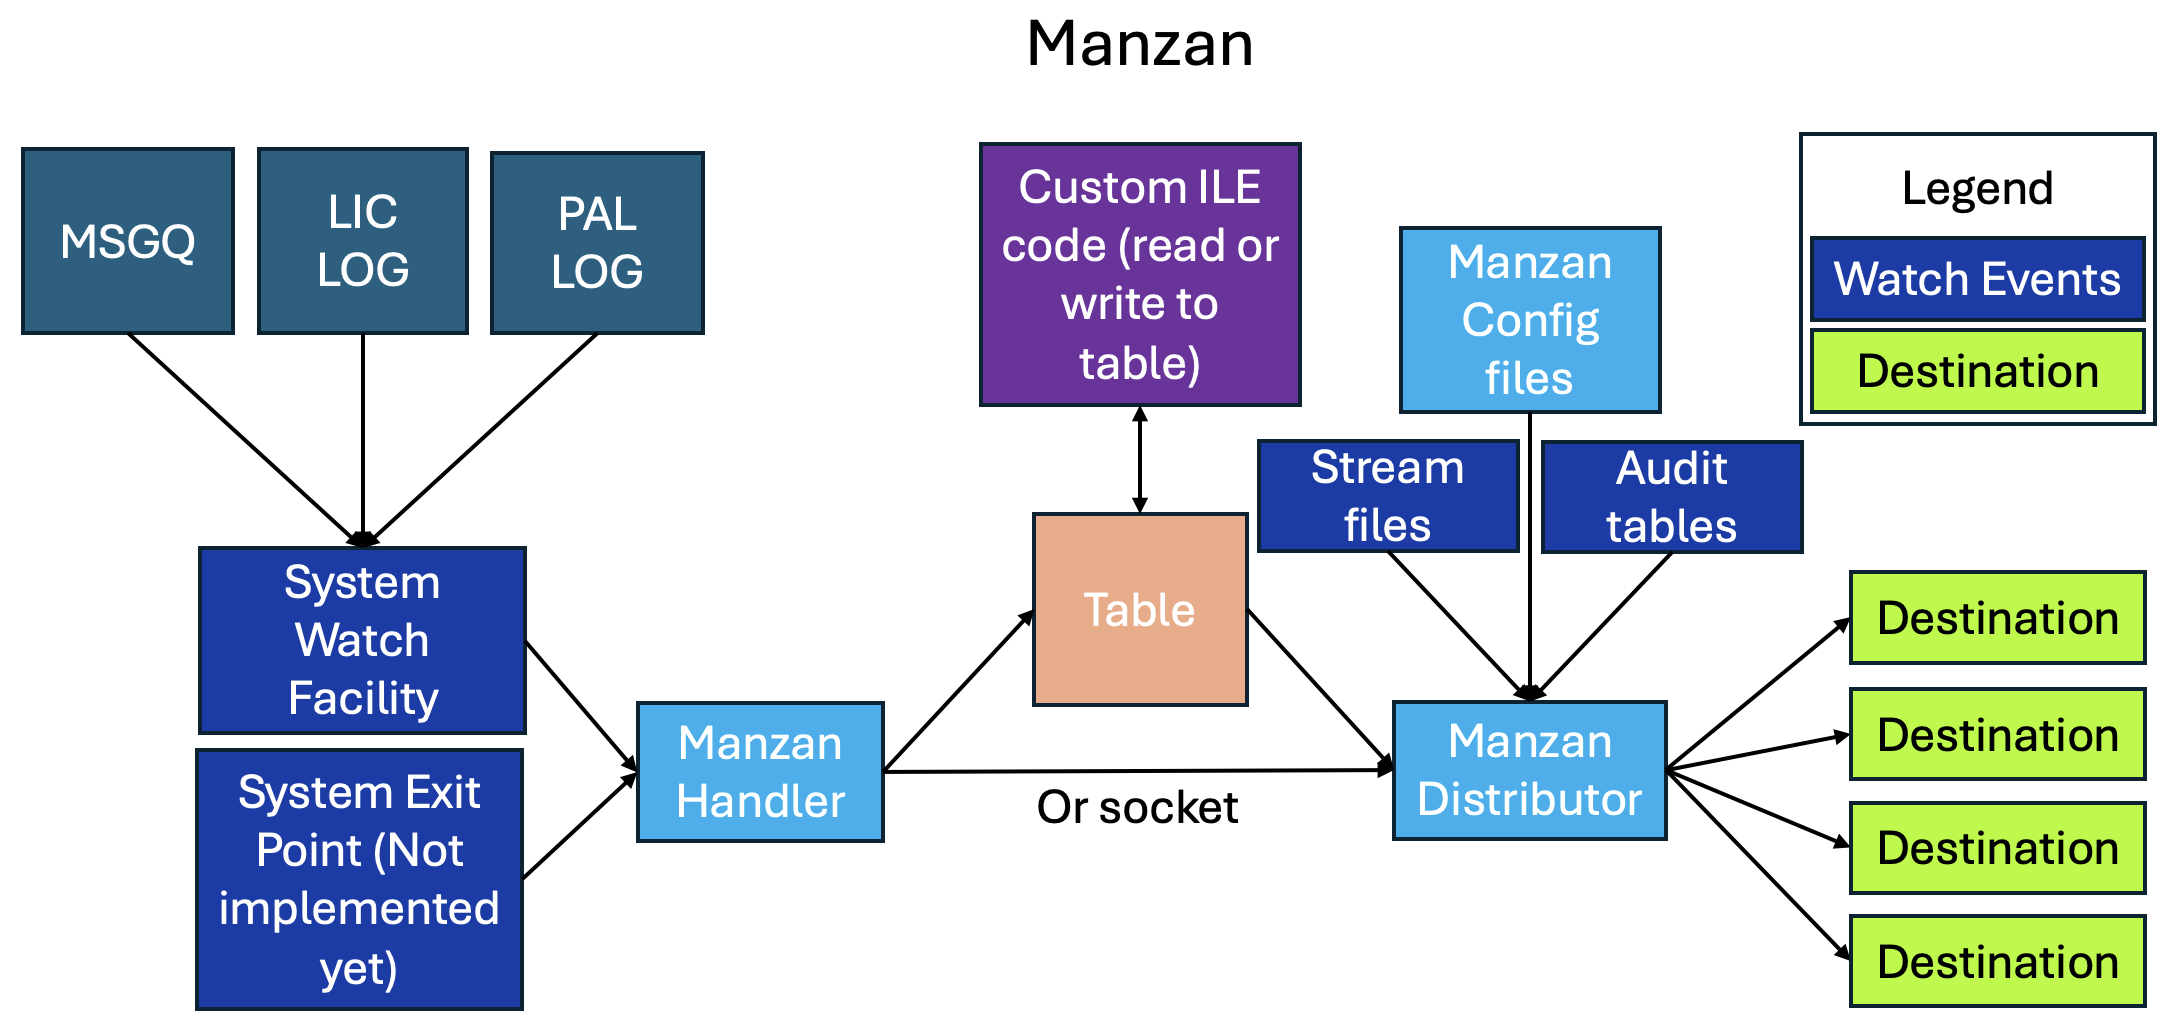 Manzan
MSGQ
LIC
LOG
PAL
LOG
Custom ILE
code (read or
write to
table)
Manzan
Config
files
Legend
Watch Events
Destination
Stream
files
Audit
tables
System
Watch
Facility
Table
System Exit
Point (Not
implemented
yet)
Manzan
Handler
Or socket
Manzan
Distributor
Destination
Destination
Destination
Destination